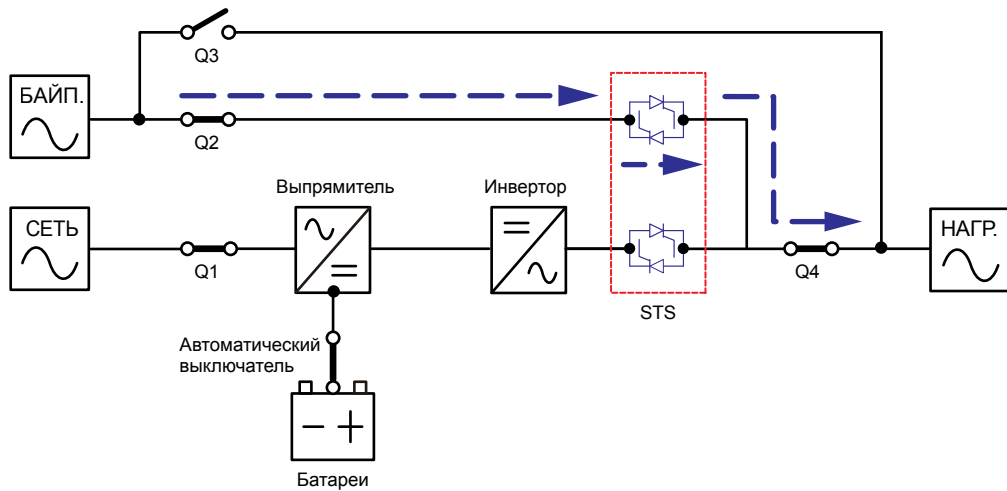 Q3
БАЙП.
Q2
Выпрямитель
Инвертор
СЕТЬ
НАГР.
Q1
Q4
STS
Автоматический
выключатель
Батареи